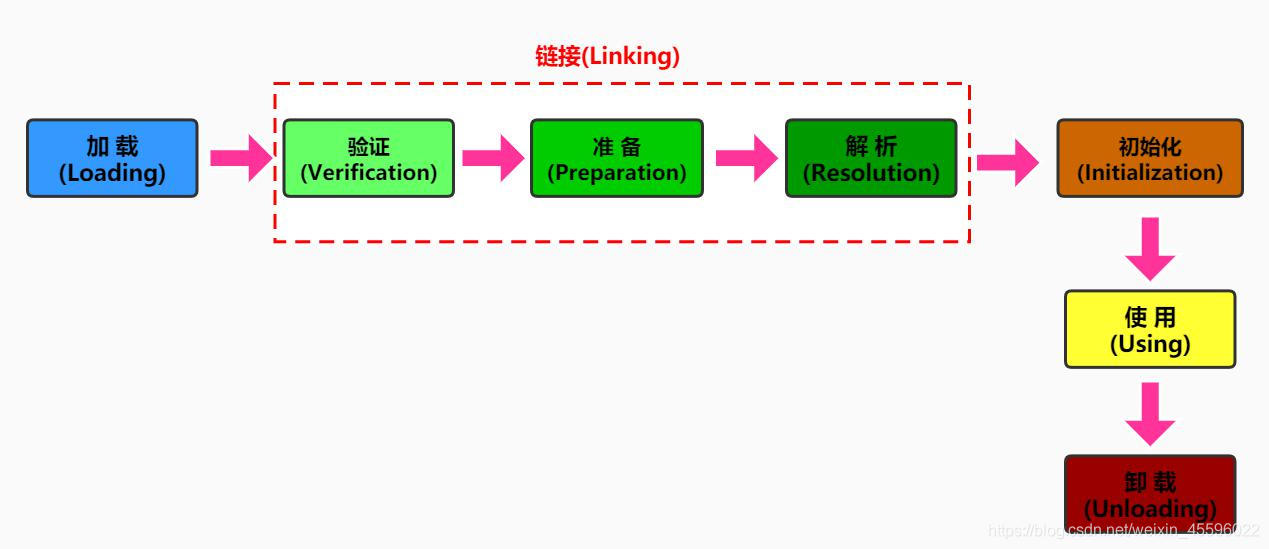 链接(Linking)
加 载
(Loading)
验证
(Verification)
准 备
(Preparation)
解 析
(Resolution)
初始化
(Initialization)
使 用
(Using)
卸 载
(Unloading)
https://blog.csdn.net/weixin_45596022